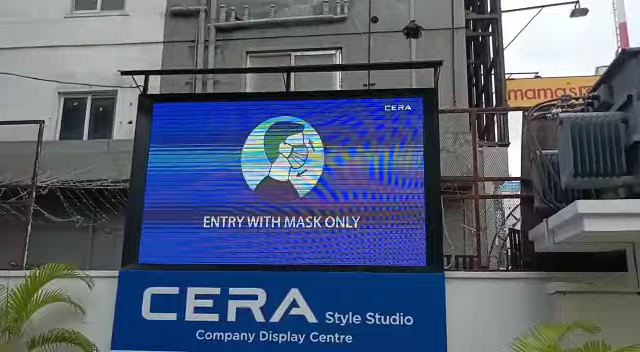 CERA
mamas
ENTRY WITH MASK ONLY
CERA Style Studio
Company Display Centre